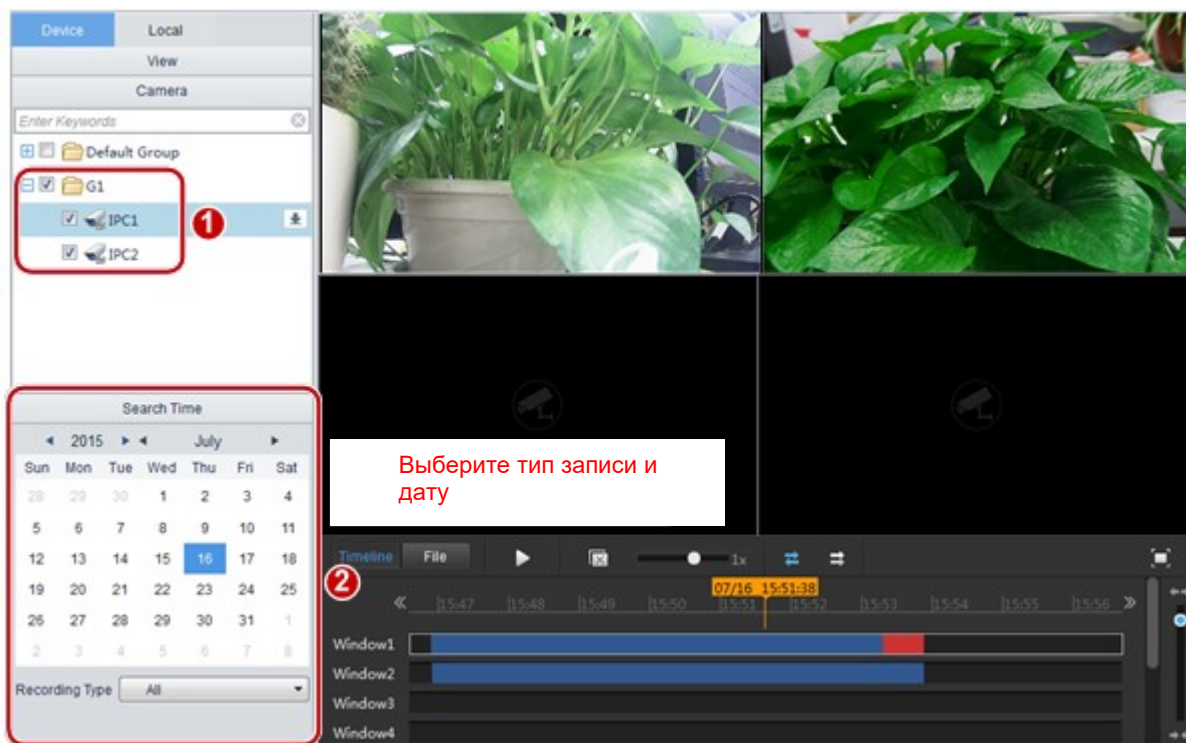 Device Local
View
Camera
Enter Keywords
Default Group
G1
IPC1
1
IPC2
Search Time
2015 July
Sun Mon Tue Wed Thu Fri Sat
28 29 30 1 2 3 4
5 6 7 8 9 10 11
12 13 14 15 16 17 18
19 20 21 22 23 24 25
26 27 28 29 30 31 1
2 3 4 5 6 7 8
Recording Type All
Выберите тип записи и
дату
Timeline File 1x
2
07/16 15:51:38
15:47 15:48 15:49 15:50 15:51 15:52 15:53 15:54 15:55 15:56
Window1
Window2
Window3
Window4